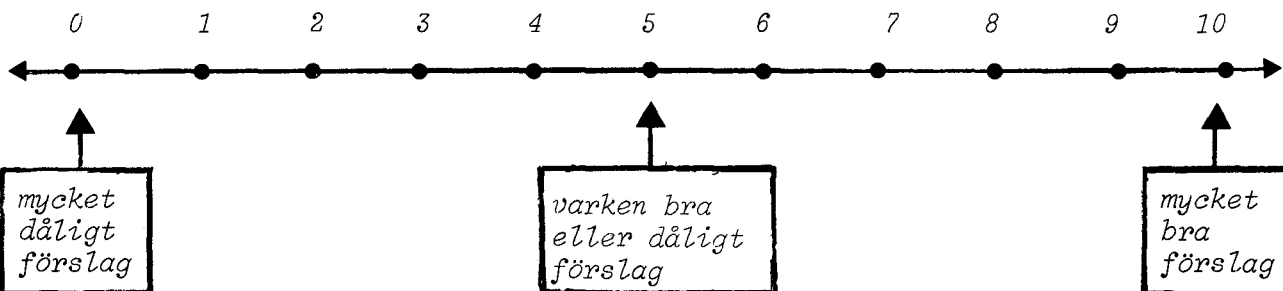 0 1 2 3 4 5 6 7 8 9 10
mycket
dåligt
förslag
varken bra
eller dåligt
förslag
mycket
bra
förslag